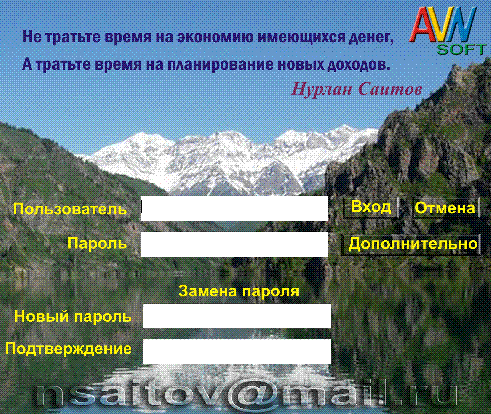 Не тратьте время на экономию имеющихся денег,
А тратьте время на планирование новых доходов.
Нурлан Саитов
AVN
SOFT
Пользователь
Вход
Отмена
Пароль
Дополнительно
Замена пароля
Новый пароль
Подтверждение
nsaitov@mail.ru